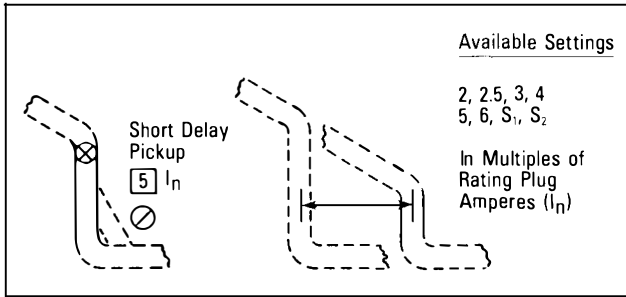 Short Delay
Pickup
5 Iₙ
Available Settings
2, 2.5, 3, 4
5, 6, S₁, S₂
In Multiples of
Rating Plug
Amperes (Iₙ)